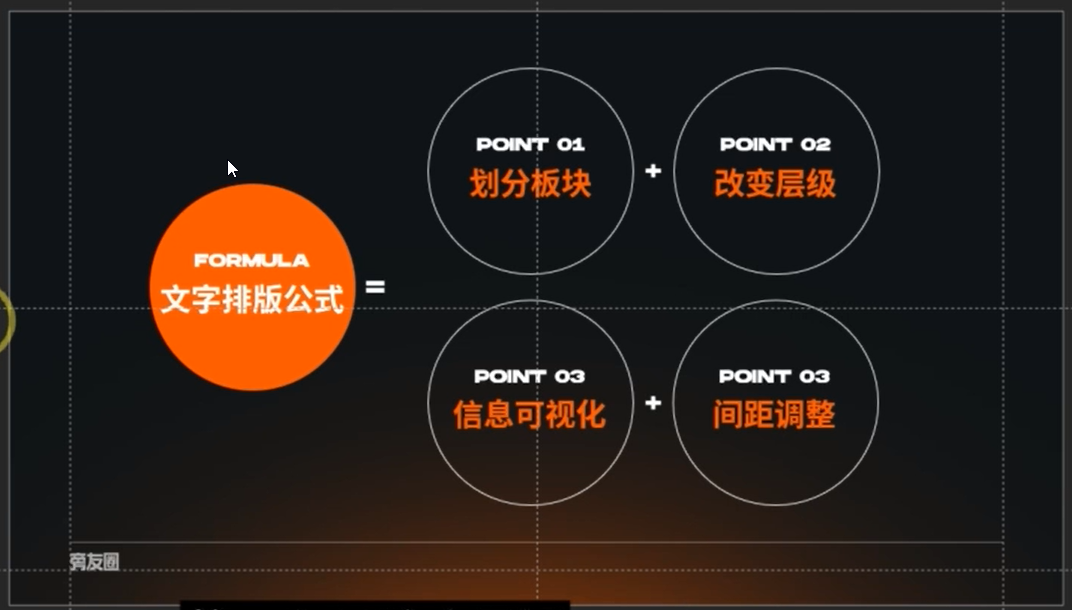 FORMULA
文字排版公式
=
POINT 01
划分板块
+
POINT 02
改变层级
POINT 03
信息可视化
+
POINT 03
间距调整
旁友圈